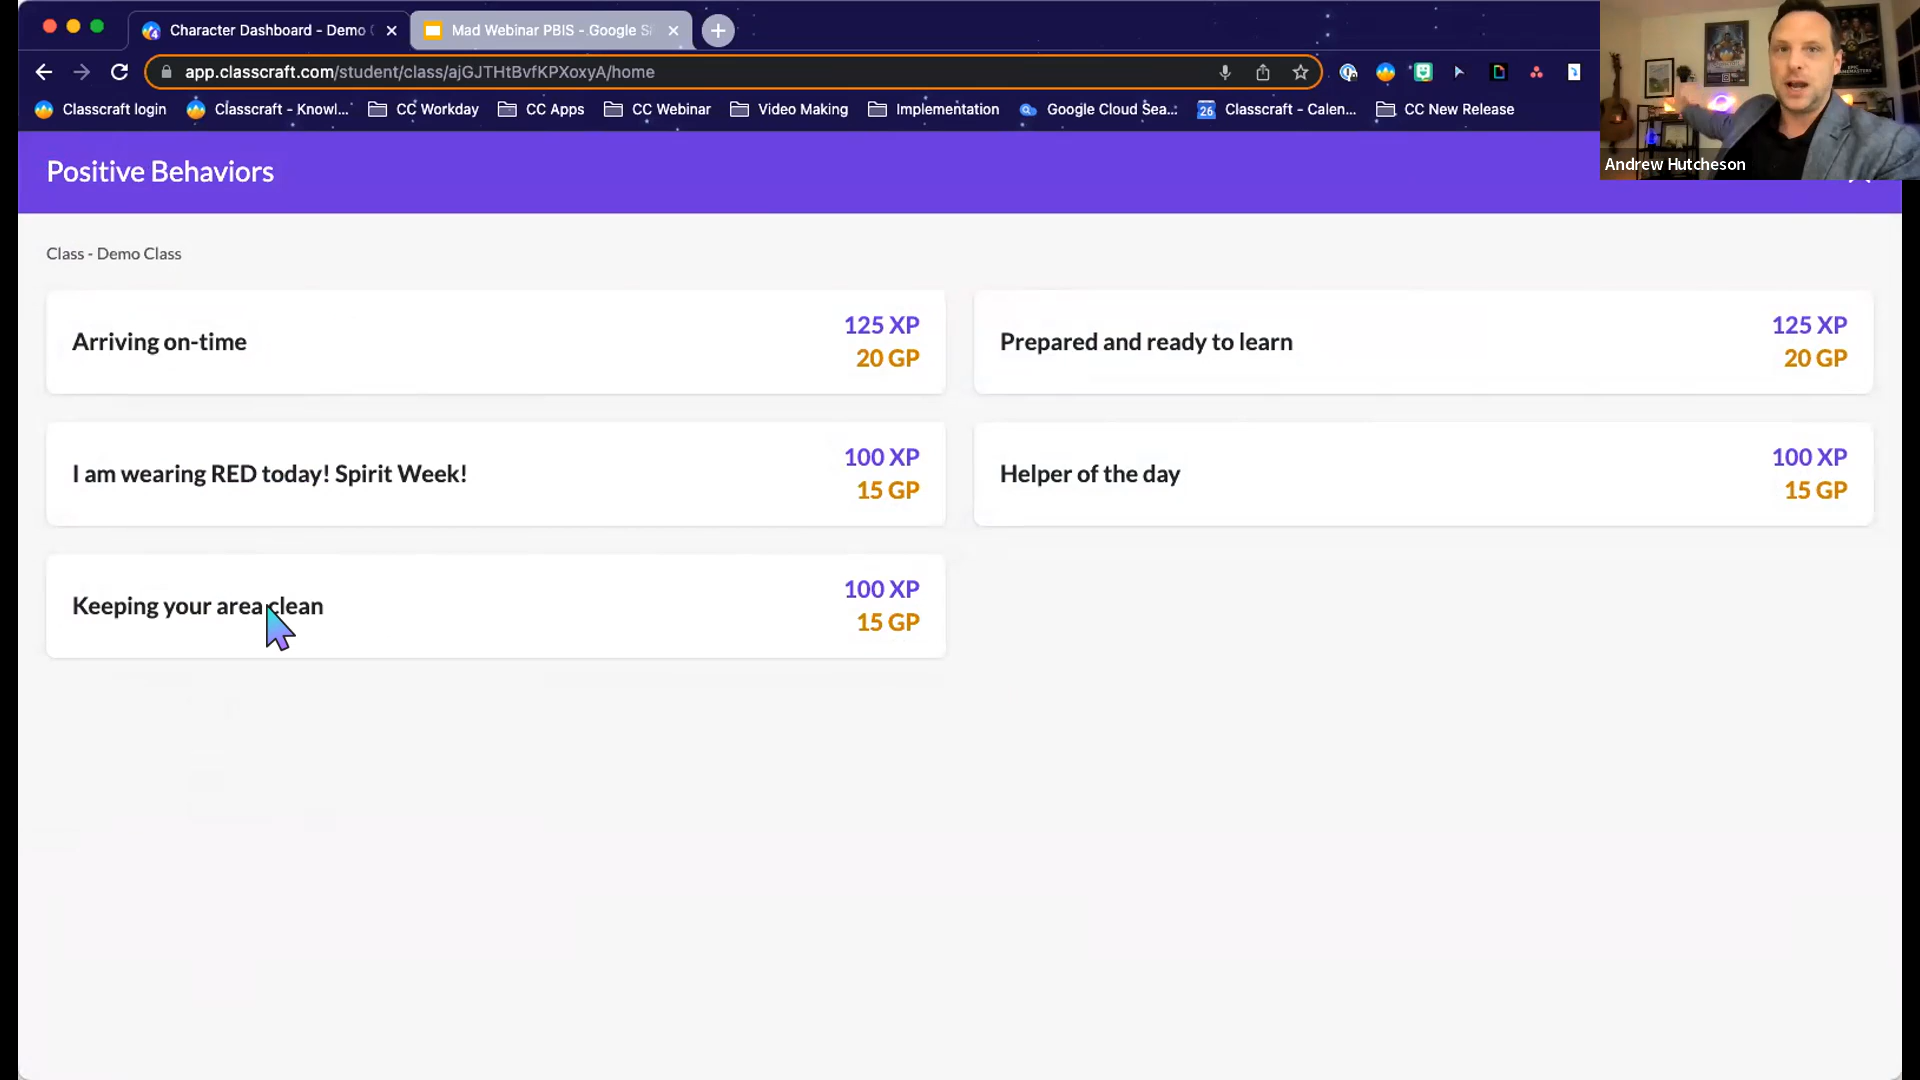 Character Dashboard - Demo
Mad Webinar PBIS - Google Sl
app.classcraft.com/student/class/ajGJTHtBvfKPXoxyA/home
Classcraft login
Classcraft - Knowl...
CC Workday
CC Apps
CC Webinar
Video Making
Implementation
Google Cloud Sea...
26
Classcraft - Calen...
CC New Release
Andrew Hutcheson
Positive Behaviors
Class - Demo Class
Arriving on-time
125 XP
20 GP
Prepared and ready to learn
125 XP
20 GP
I am wearing RED today! Spirit Week!
100 XP
15 GP
Helper of the day
100 XP
15 GP
Keeping your area clean
100 XP
15 GP